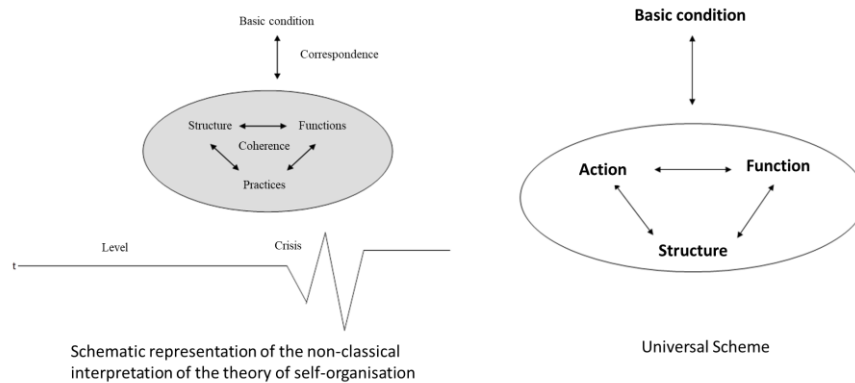 Basic condition
Correspondence
Structure
Functions
Coherence
Practices
Level
Crisis
t
Schematic representation of the non-classical
interpretation of the theory of self-organisation
Basic condition
Action
Function
Structure
Universal Scheme